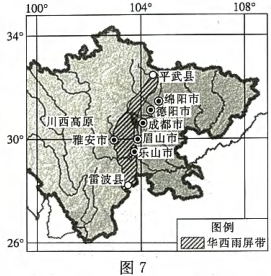 100° 104° 108°
34°
平武县
绵阳市
德阳市
川西高原
成都市
雅安市
眉山市
30°
乐山市
雷波县
图例
华西雨屏带
26°
图 7